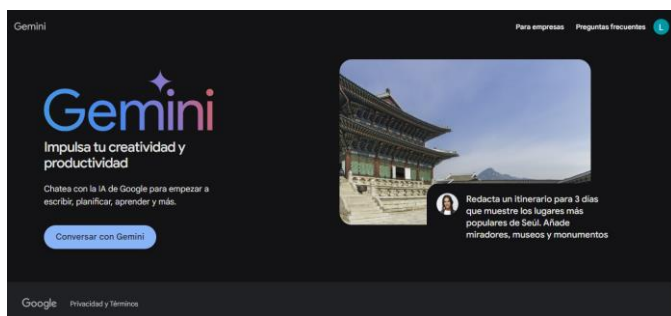 Gemini
Para empresas Preguntas frecuentes L
Gemini
Impulsa tu creatividad y
productividad
Chatea con la IA de Google para empezar a
escribir, planificar, aprender y más.
Conversar con Gemini
Redacta un itinerario para 3 días
que muestre los lugares más
populares de Seúl. Añade
miradores, museos y monumentos
Google Privacidad y Términos